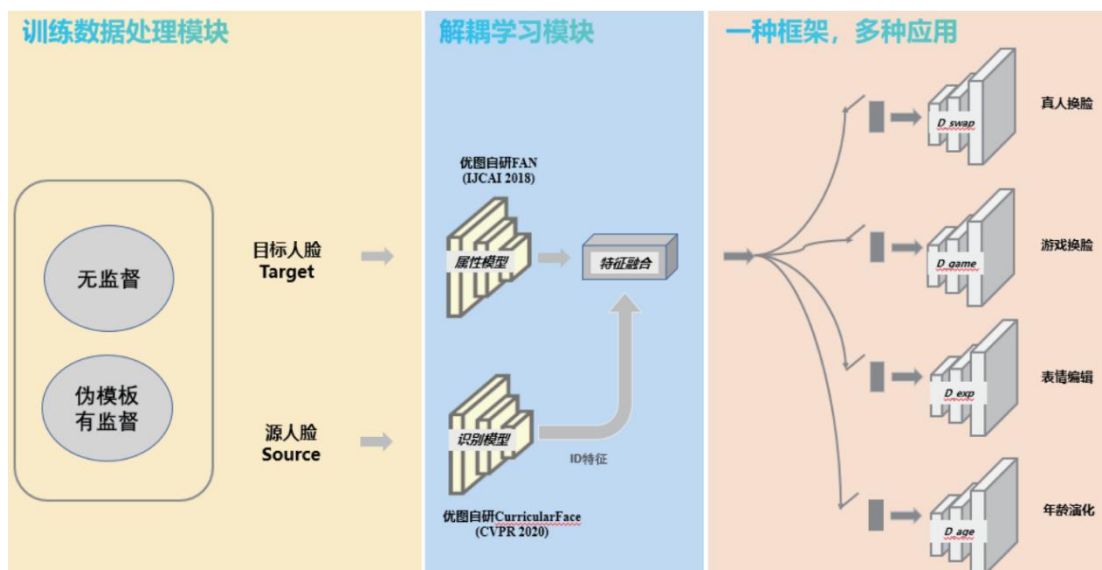 训练数据处理模块
无监督
伪模板
有监督
目标人脸
Target
源人脸
Source
解耦学习模块
优图自研FAN
(IJCAI 2018)
属性模型
特征融合
识别模型
ID特征
优图自研CurricularFace
(CVPR 2020)
一种框架，多种应用
D_swap
真人换脸
D_game
游戏换脸
D_exp
表情编辑
D_age
年龄演化